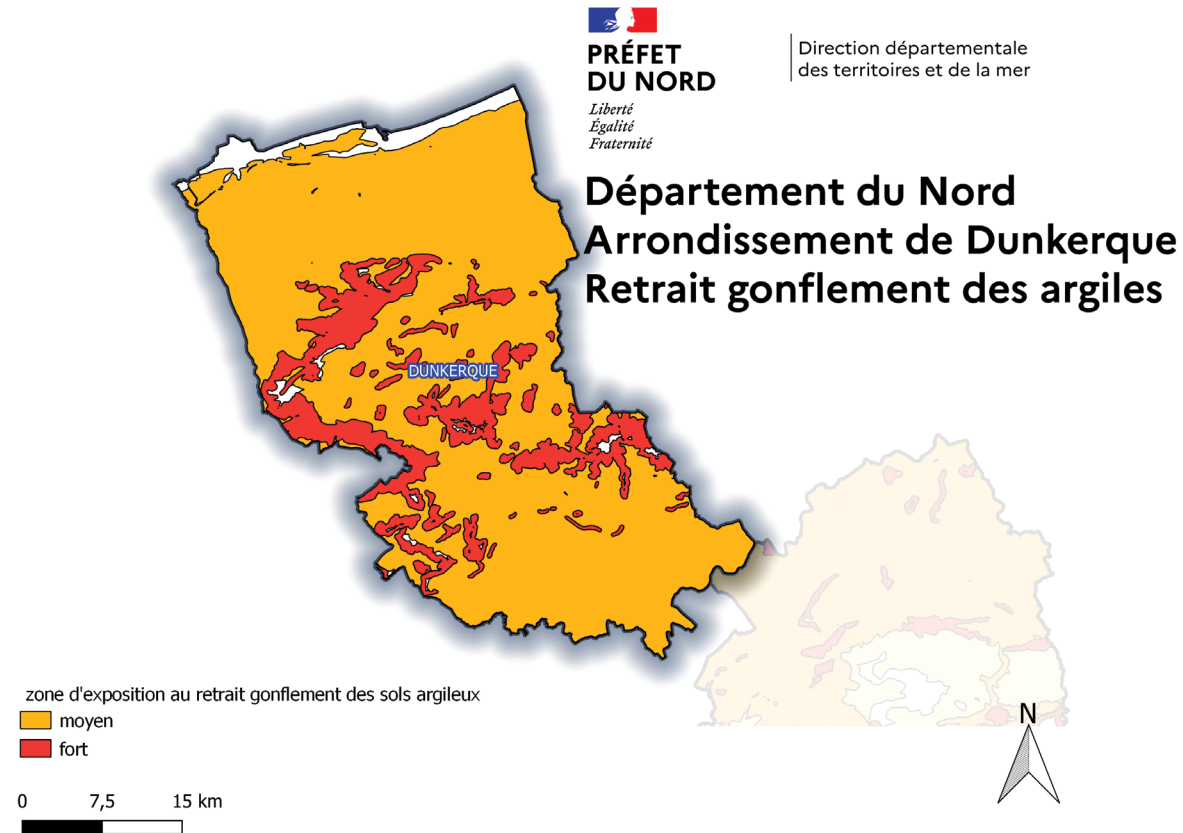 PRÉFET
DU NORD
Liberté
Égalité
Fraternité
Direction départementale
des territoires et de la mer
Département du Nord
Arrondissement de Dunkerque
Retrait gonflement des argiles
DUNKERQUE
zone d'exposition au retrait gonflement des sols argileux
moyen
fort
0 7,5 15 km
N